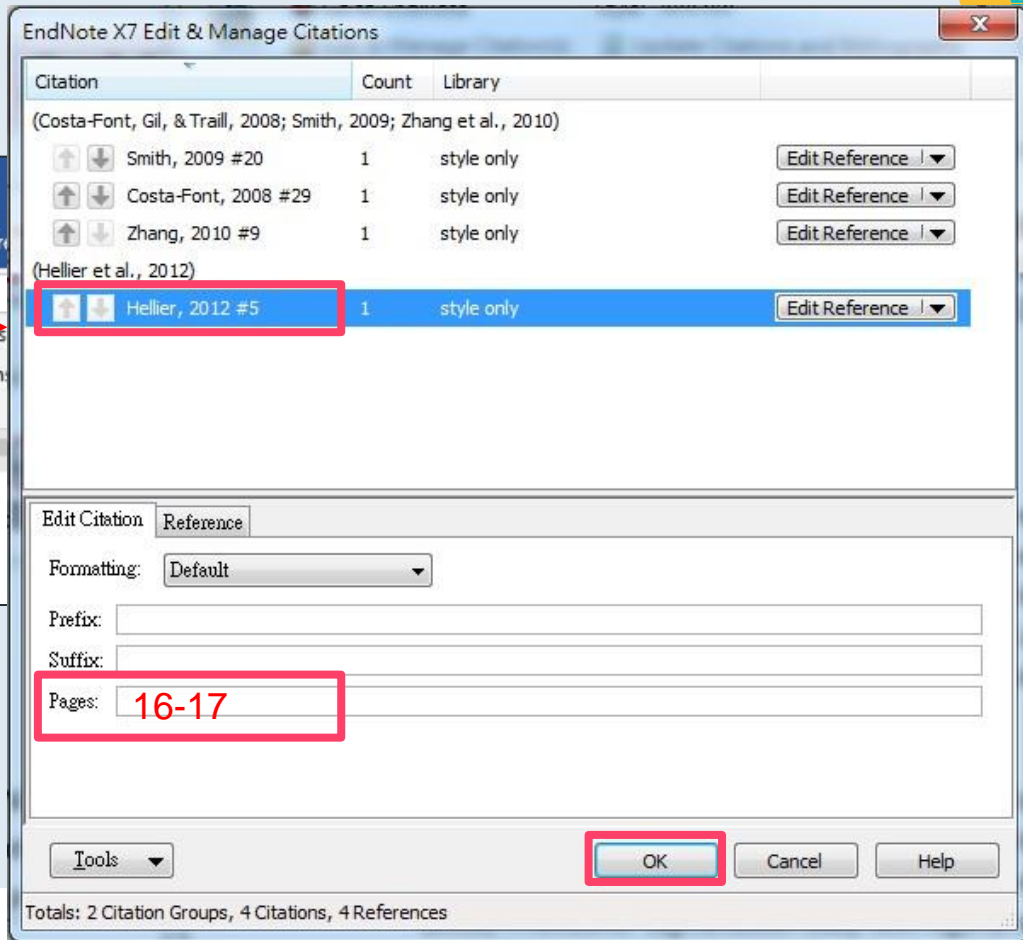 EndNote X7 Edit & Manage Citations
Citation Count Library
(Costa-Font, Gil, & Traill, 2008; Smith, 2009; Zhang et al., 2010)
Smith, 2009 #20 1 style only Edit Reference
Costa-Font, 2008 #29 1 style only Edit Reference
Zhang, 2010 #9 1 style only Edit Reference
(Hellier et al., 2012)
Hellier, 2012 #5 1 style only Edit Reference
Edit Citation Reference
Formatting: Default
Prefix:
Suffix:
Pages: 16-17
Tools OK Cancel Help
Totals: 2 Citation Groups, 4 Citations, 4 References